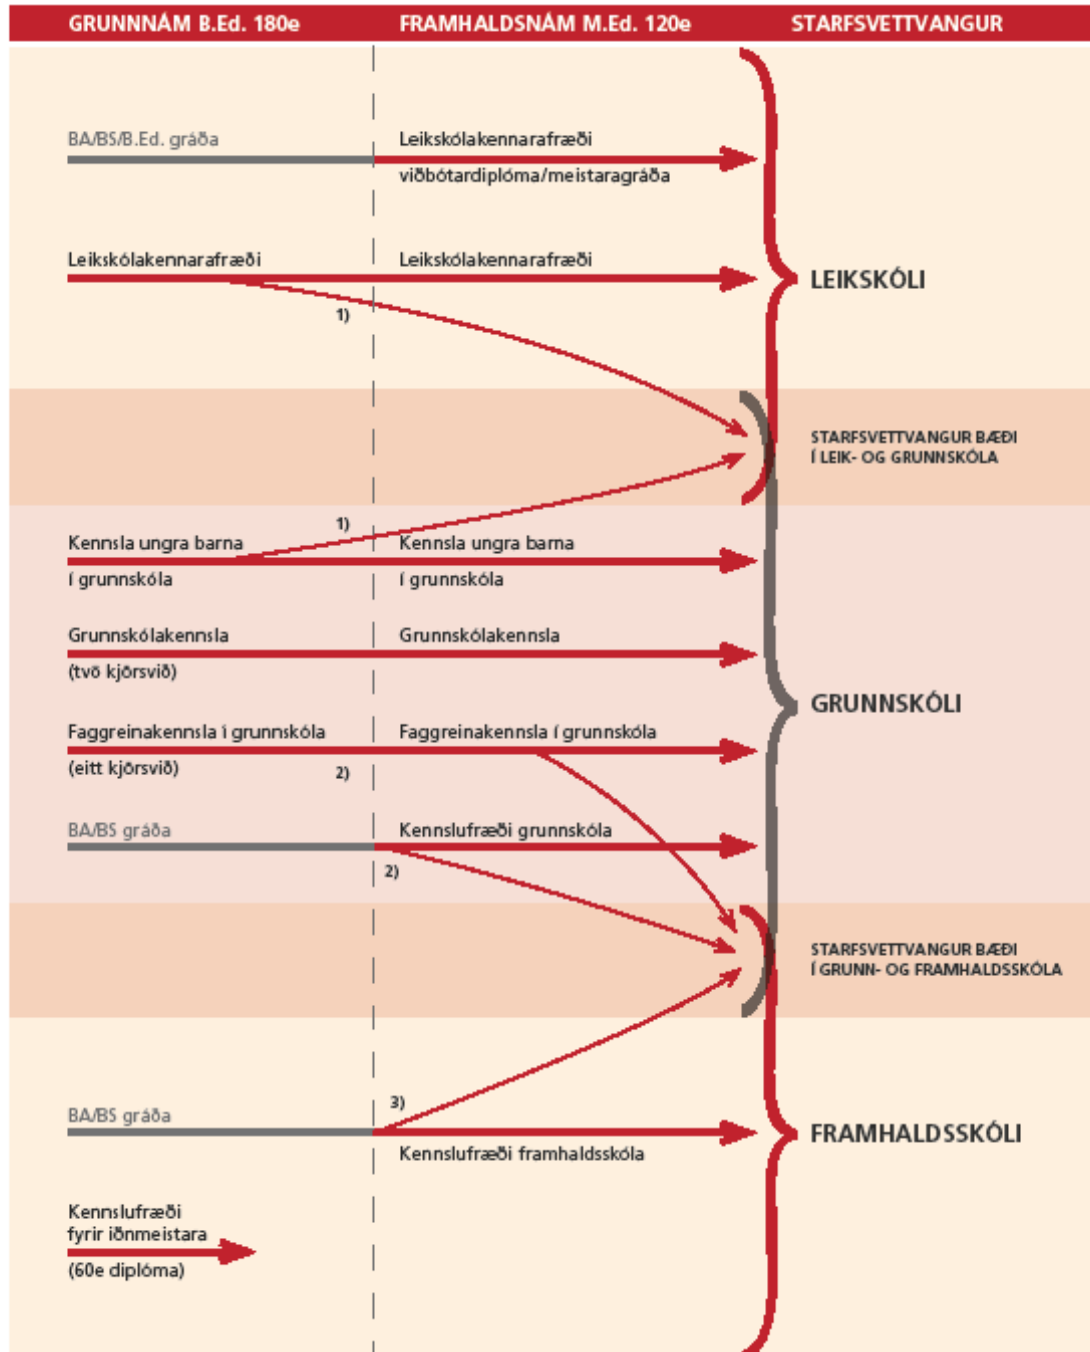 GRUNNNÁM B.Ed. 180e
FRAMHALDSNÁM M.Ed. 120e
STARFSVETTVANGUR
BA/BS/B.Ed. gráða
Leikskólakennarafræði
viðbótardiplóma/meistaragráða
Leikskólakennarafræði
Leikskólakennarafræði
LEIKSKÓLI
1)
STARFSVETTVANGUR BÆÐI
Í LEIK- OG GRUNNSKÓLA
1)
Kennsla ungra barna
í grunnskóla
Kennsla ungra barna
í grunnskóla
Grunnskólakennsla
(tvö kjörsvið)
Grunnskólakennsla
GRUNNSKÓLI
Faggreinakennsla í grunnskóla
(eitt kjörsvið)
2)
Faggreinakennsla í grunnskóla
BA/BS gráða
Kennslufræði grunnskóla
2)
STARFSVETTVANGUR BÆÐI
Í GRUNN- OG FRAMHALDSSKÓLA
BA/BS gráða
3)
Kennslufræði framhaldsskóla
FRAMHALDSSKÓLI
Kennslufræði
fyrir iðnmeistara
(60e diplóma)